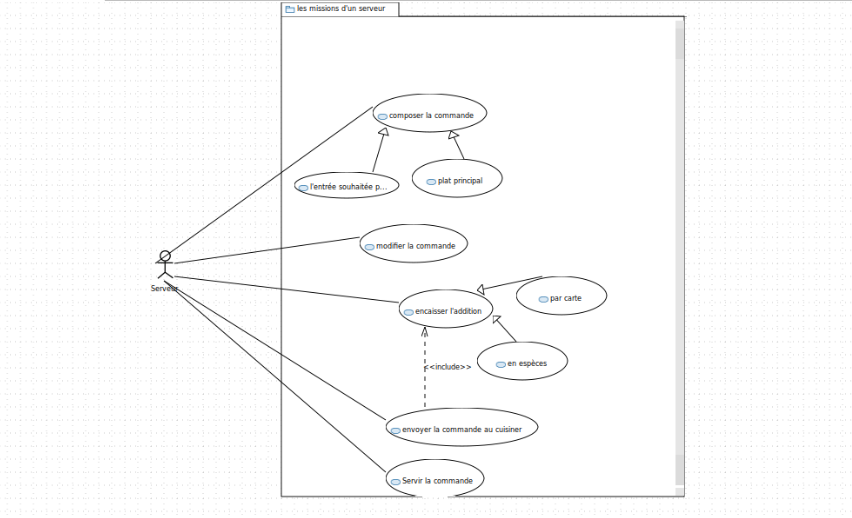 les missions d'un serveur
composer la commande
l'entrée souhaitée p...
plat principal
modifier la commande
Serveur
par carte
encaisser l'addition
en espèces
<<include>>
envoyer la commande au cuisiner
Servir la commande